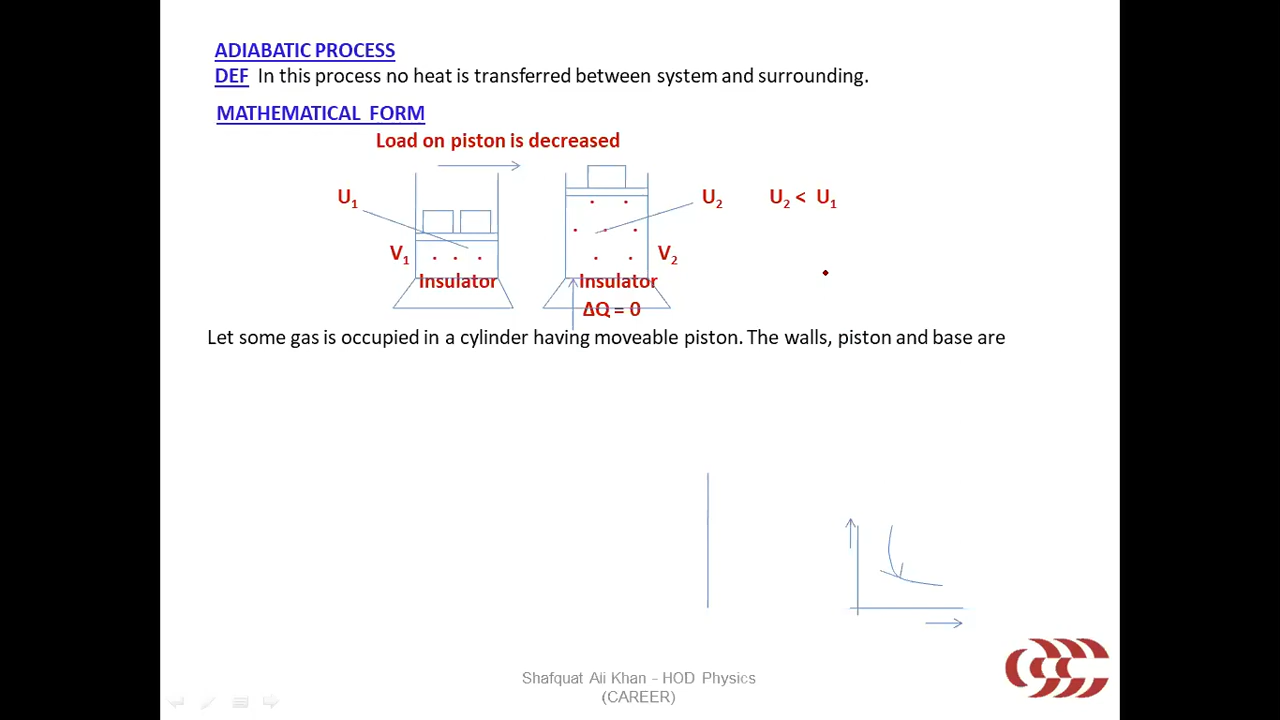 ADIABATIC PROCESS
DEF In this process no heat is transferred between system and surrounding.
MATHEMATICAL FORM
Load on piston is decreased
U₁ U₂ U₂ < U₁
V₁ V₂
Insulator Insulator
ΔQ = 0
Let some gas is occupied in a cylinder having moveable piston. The walls, piston and base are
Shafquat Ali Khan - HOD Physics
(CAREER)